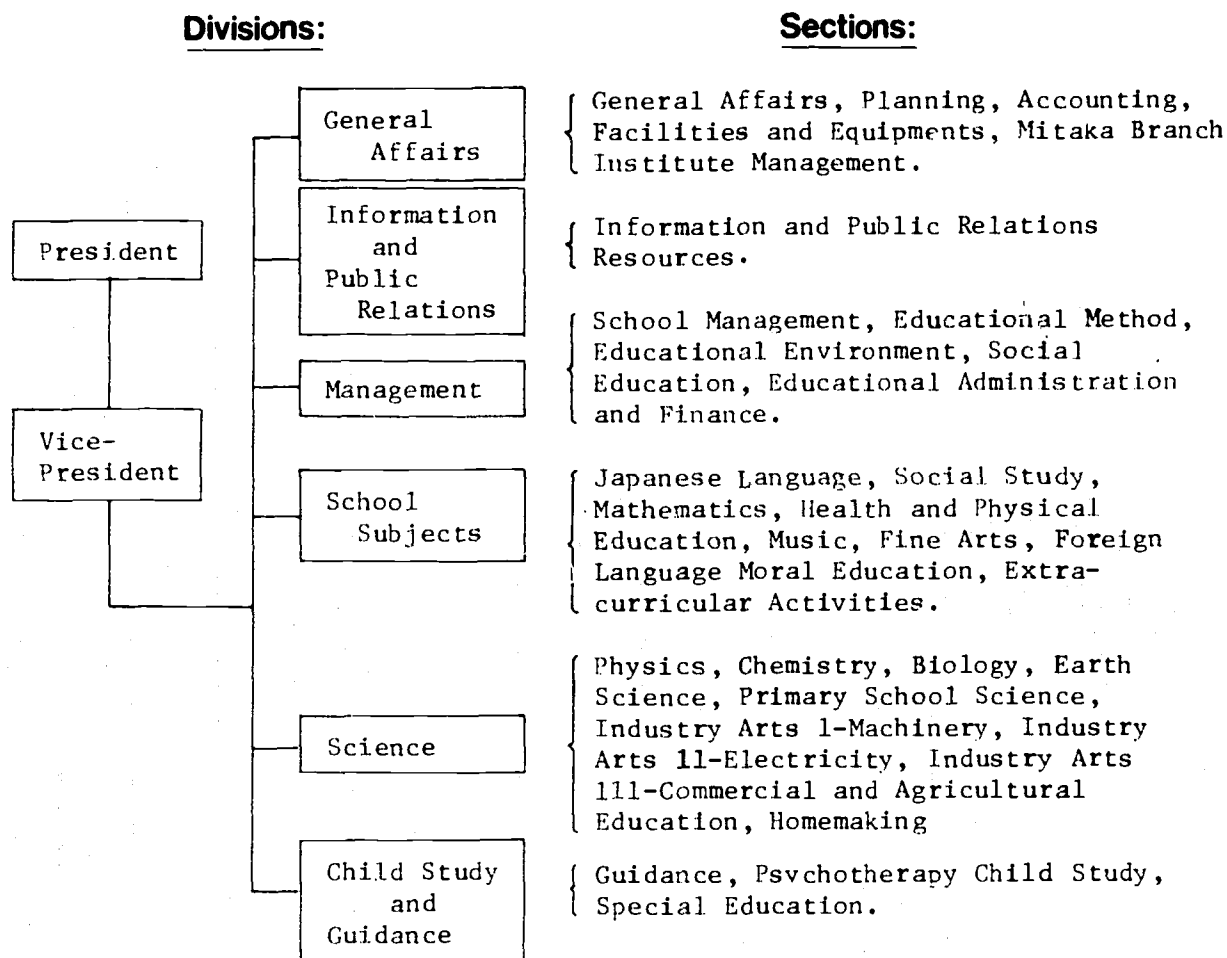 Divisions:
Sections:
President
Vice-
President
General
Affairs
General Affairs, Planning, Accounting,
Facilities and Equipments, Mitaka Branch
Institute Management.
Information
and
Public
Relations
Information and Public Relations
Resources.
Management
School Management, Educational Method,
Educational Environment, Social
Education, Educational Administration
and Finance.
School
Subjects
Japanese Language, Social Study,
Mathematics, Health and Physical
Education, Music, Fine Arts, Foreign
Language Moral Education, Extra-
curricular Activities.
Science
Physics, Chemistry, Biology, Earth
Science, Primary School Science,
Industry Arts l-Machinery, Industry
Arts ll-Electricity, Industry Arts
lll-Commercial and Agricultural
Education, Homemaking
Child Study
and
Guidance
Guidance, Psychotherapy Child Study,
Special Education.